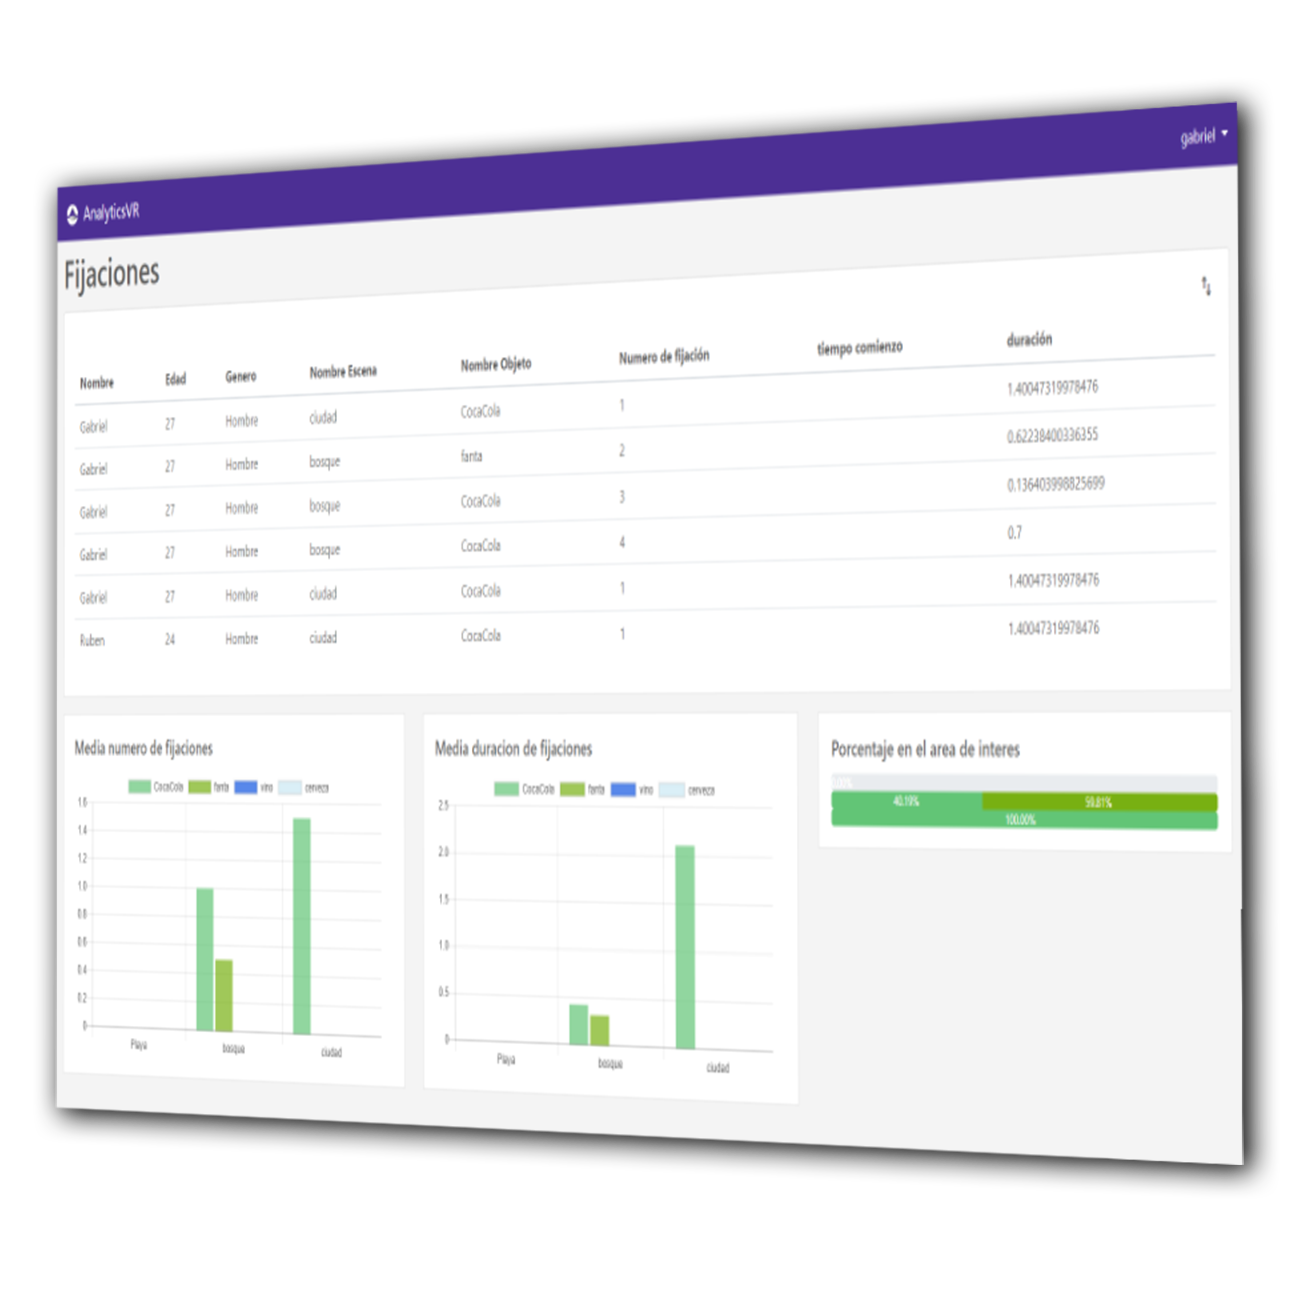 gabriel
AnalyticsVR
Fijaciones
Nombre Edad Genero Nombre Escena Nombre Objeto Numero de fijación tiempo comienzo duración
Gabriel 27 Hombre ciudad CocaCola 1 1.40047319978476
Gabriel 27 Hombre bosque fanta 2 0.62238400336355
Gabriel 27 Hombre bosque CocaCola 3 0.136403998825699
Gabriel 27 Hombre bosque CocaCola 4 0.7
Gabriel 27 Hombre ciudad CocaCola 1 1.40047319978476
Ruben 24 Hombre ciudad CocaCola 1 1.40047319978476
Media numero de fijaciones
CocaCola fanta vino cerveza
1.6
1.4
1.2
1.0
0.8
0.6
0.4
0.2
0
Playa bosque ciudad
Media duracion de fijaciones
CocaCola fanta vino cerveza
2.5
2.0
1.5
1.0
0.5
0
Playa bosque ciudad
Porcentaje en el area de interes
40.19% 59.81%
100.00%